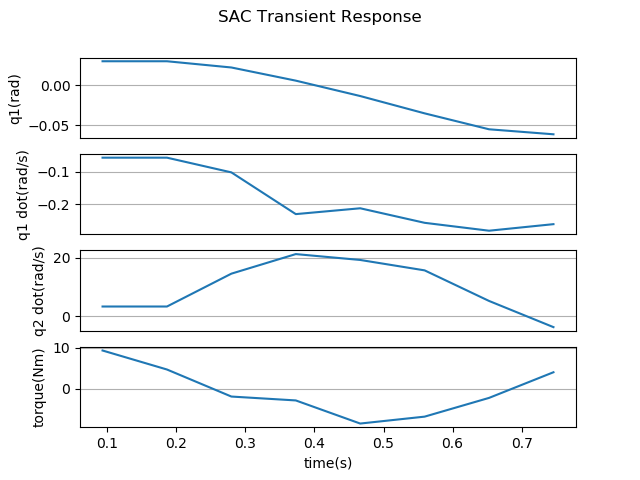 SAC Transient Response
q1(rad)
0.00
−0.05
q1 dot(rad/s)
−0.1
−0.2
q2 dot(rad/s)
20
0
torque(Nm)
10
0
0.1 0.2 0.3 0.4 0.5 0.6 0.7
time(s)